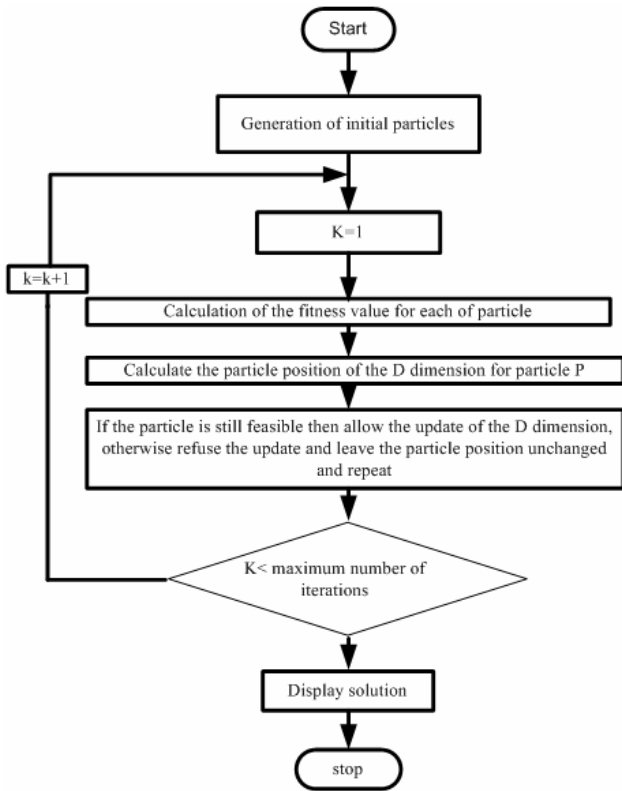 Start
Generation of initial particles
K=1
k=k+1
Calculation of the fitness value for each of particle
Calculate the particle position of the D dimension for particle P
If the particle is still feasible then allow the update of the D dimension,
otherwise refuse the update and leave the particle position unchanged
and repeat
K< maximum number of
iterations
Display solution
stop